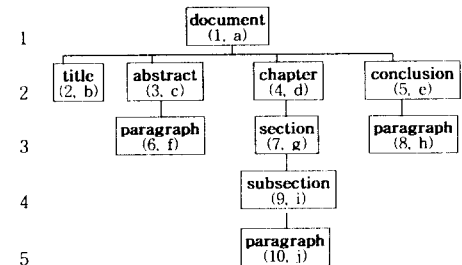 1
document
(1, a)
2
title abstract chapter conclusion
(2, b) (3, c) (4, d) (5, e)
3
paragraph section paragraph
(6, f) (7, g) (8, h)
4
subsection
(9, i)
5
paragraph
(10, j)